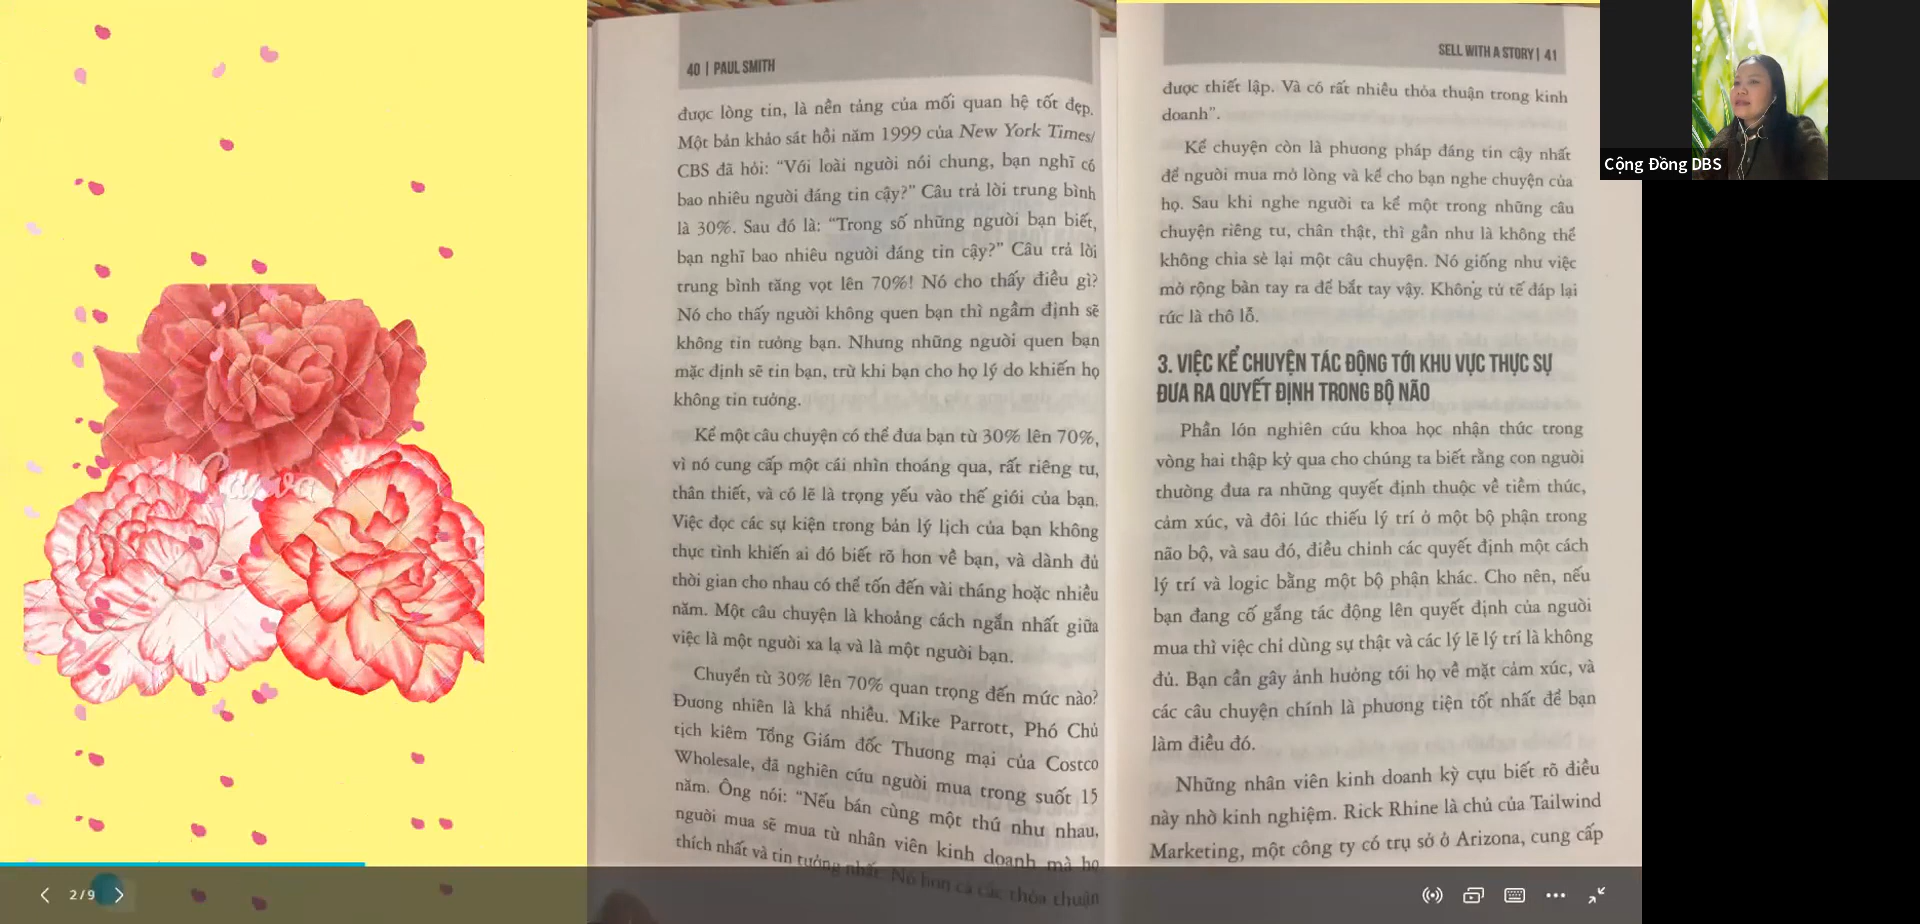 40 | PAUL SMITH
được lòng tin, là nền tảng của mối quan hệ tốt đẹp.
Một bản khảo sát hồi năm 1999 của New York Times/
CBS đã hỏi: “Với loài người nói chung, bạn nghĩ có
bao nhiêu người đáng tin cậy?” Câu trả lời trung bình
là 30%. Sau đó là: “Trong số những người bạn biết,
bạn nghĩ bao nhiêu người đáng tin cậy?” Câu trả lời
trung bình tăng vọt lên 70%! Nó cho thấy điều gì?
Nó cho thấy người không quen bạn thì ngầm định sẽ
không tin tưởng bạn. Nhưng những người quen bạn
mặc định sẽ tin bạn, trừ khi bạn cho họ lý do khiến họ
không tin tưởng.
Kể một câu chuyện có thể đưa bạn từ 30% lên 70%,
vì nó cung cấp một cái nhìn thoáng qua, rất riêng tư,
thân thiết, và có lẽ là trọng yếu vào thế giới của bạn.
Việc đọc các sự kiện trong bản lý lịch của bạn không
thực tình khiến ai đó biết rõ hơn về bạn, và dành đủ
thời gian cho nhau có thể tốn đến vài tháng hoặc nhiều
năm. Một câu chuyện là khoảng cách ngắn nhất giữa
việc là một người xa lạ và là một người bạn.
Chuyển từ 30% lên 70% quan trọng đến mức nào?
Đương nhiên là khá nhiều. Mike Parrott, Phó Chủ
tịch kiêm Tổng Giám đốc Thương mại của Costco
Wholesale, đã nghiên cứu người mua trong suốt 15
năm. Ông nói: “Nếu bán cùng một thứ như nhau,
người mua sẽ mua từ nhân viên kinh doanh mà họ
thích nhất và tin tưởng nhất. Nó hơn cả các thỏa thuận
SELL WITH A STORY | 41
được thiết lập. Và có rất nhiều thỏa thuận trong kinh
doanh”.
Kể chuyện còn là phương pháp đáng tin cậy nhất
để người mua mở lòng và kể cho bạn nghe chuyện của
họ. Sau khi nghe người ta kể một trong những câu
chuyện riêng tư, chân thật, thì gần như là không thể
không chia sẻ lại một câu chuyện. Nó giống như việc
mở rộng bàn tay ra để bắt tay vậy. Không tử tế đáp lại
tức là thô lỗ.
3. VIỆC KỂ CHUYỆN TÁC ĐỘNG TỚI KHU VỰC THỰC SỰ
ĐƯA RA QUYẾT ĐỊNH TRONG BỘ NÃO
Phần lớn nghiên cứu khoa học nhận thức trong
vòng hai thập kỷ qua cho chúng ta biết rằng con người
thường đưa ra những quyết định thuộc về tiềm thức,
cảm xúc, và đôi lúc thiếu lý trí ở một bộ phận trong
não bộ, và sau đó, điều chỉnh các quyết định một cách
lý trí và logic bằng một bộ phận khác. Cho nên, nếu
bạn đang cố gắng tác động lên quyết định của người
mua thì việc chỉ dùng sự thật và các lý lẽ lý trí là không
đủ. Bạn cần gây ảnh hưởng tới họ về mặt cảm xúc, và
các câu chuyện chính là phương tiện tốt nhất để bạn
làm điều đó.
Những nhân viên kinh doanh kỳ cựu biết rõ điều
này nhờ kinh nghiệm. Rick Rhine là chủ của Tailwind
Marketing, một công ty có trụ sở ở Arizona, cung cấp
Cộng Đồng DBS
Canva
2/9